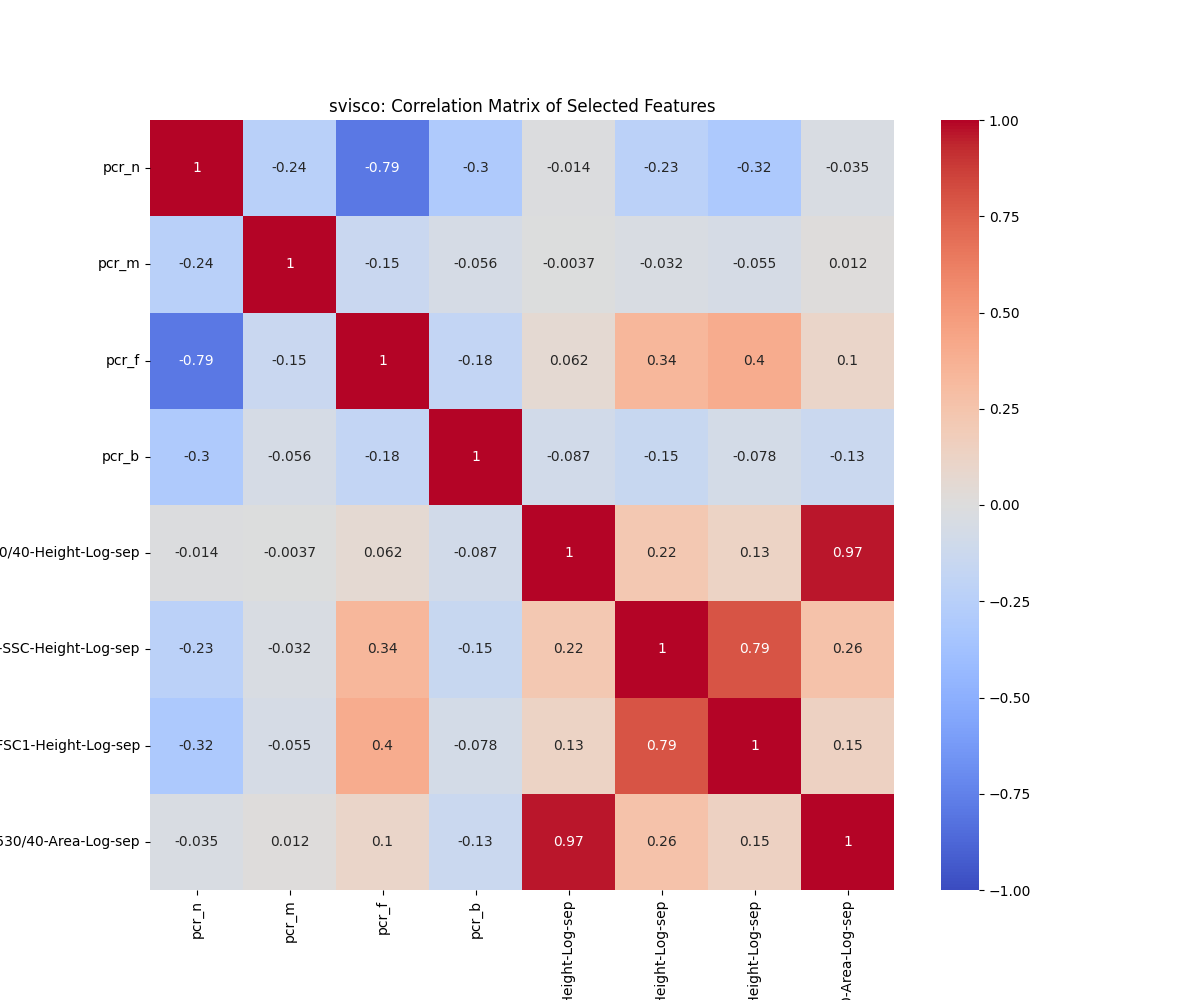 svisco: Correlation Matrix of Selected Features
pcr_n 1 -0.24 -0.79 -0.3 -0.014 -0.23 -0.32 -0.035
pcr_m -0.24 1 -0.15 -0.056 -0.0037 -0.032 -0.055 0.012
pcr_f -0.79 -0.15 1 -0.18 0.062 0.34 0.4 0.1
pcr_b -0.3 -0.056 -0.18 1 -0.087 -0.15 -0.078 -0.13
0/40-Height-Log-sep -0.014 -0.0037 0.062 -0.087 1 0.22 0.13 0.97
-SSC-Height-Log-sep -0.23 -0.032 0.34 -0.15 0.22 1 0.79 0.26
FSC1-Height-Log-sep -0.32 -0.055 0.4 -0.078 0.13 0.79 1 0.15
530/40-Area-Log-sep -0.035 0.012 0.1 -0.13 0.97 0.26 0.15 1
pcr_n
pcr_m
pcr_f
pcr_b
Height-Log-sep
Height-Log-sep
Height-Log-sep
0-Area-Log-sep
1.00
0.75
0.50
0.25
0.00
−0.25
−0.50
−0.75
−1.00